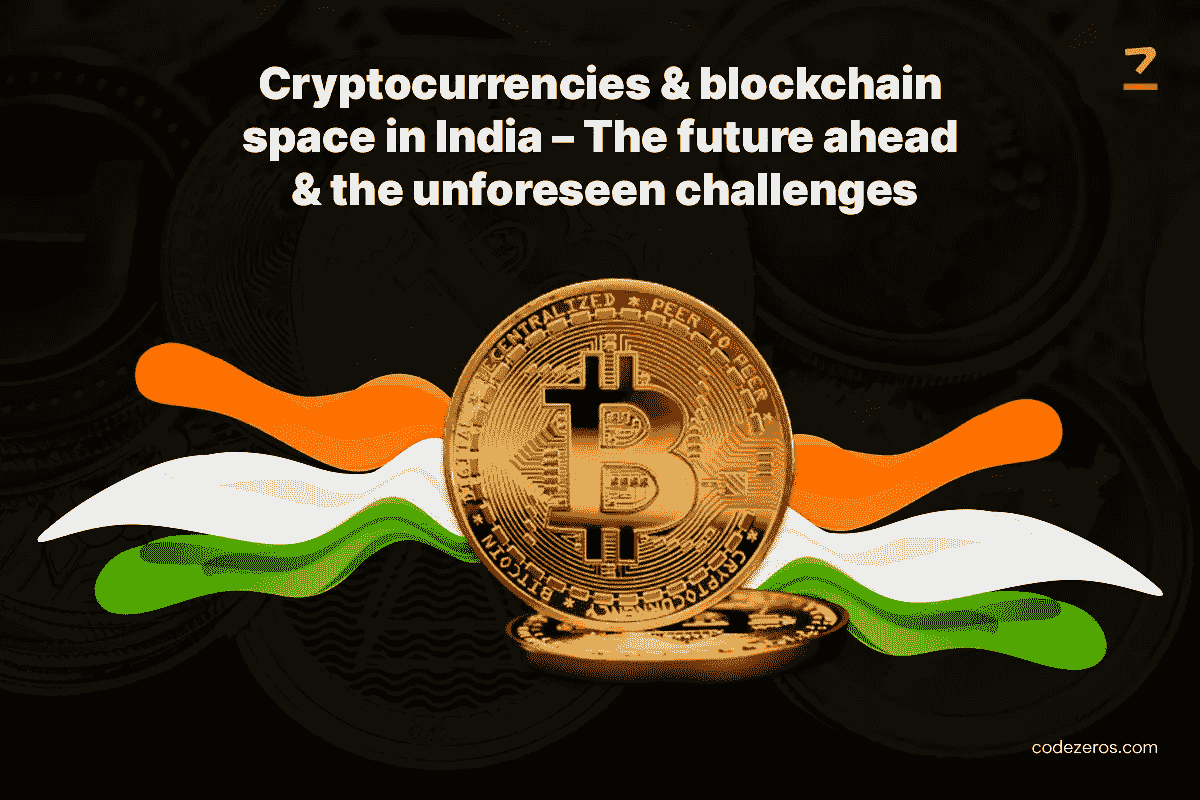 Cryptocurrencies & blockchain
space in India – The future ahead
& the unforeseen challenges
DECENTRALIZED * PEER TO PEER *
DIGITAL
* BITCOIN *
codezeros.com